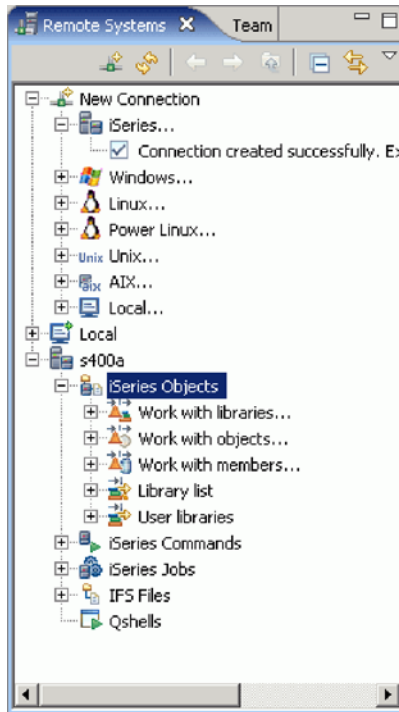 Remote Systems Team
New Connection
iSeries...
Connection created successfully. Ex
Windows...
Linux...
Power Linux...
Unix Unix...
AIX AIX...
Local...
Local
s400a
iSeries Objects
Work with libraries...
Work with objects...
Work with members...
Library list
User libraries
iSeries Commands
iSeries Jobs
IFS Files
Qshells